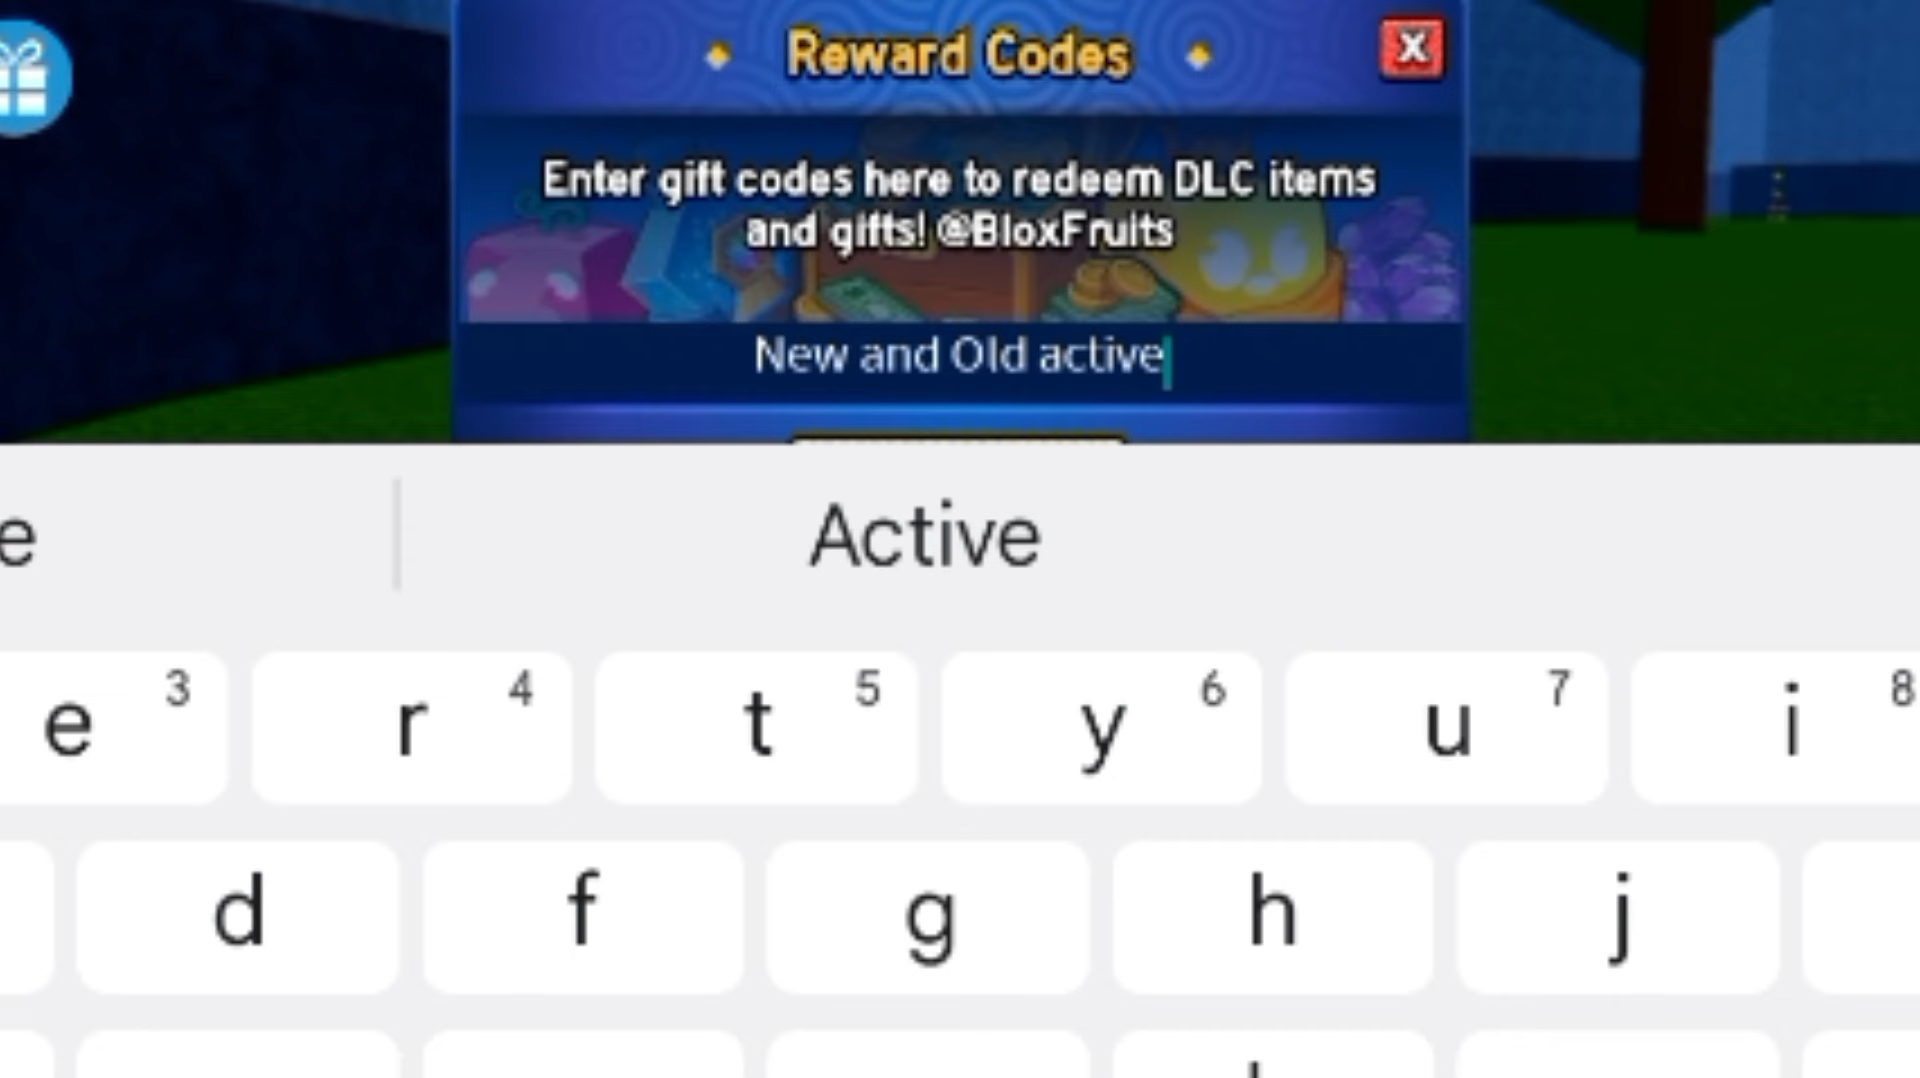 Reward Codes
X
Enter gift codes here to redeem DLC items
and gifts! @BloxFruits
New and Old active
e
Active
e 3 r 4 t 5 y 6 u 7 i 8
d f g h j